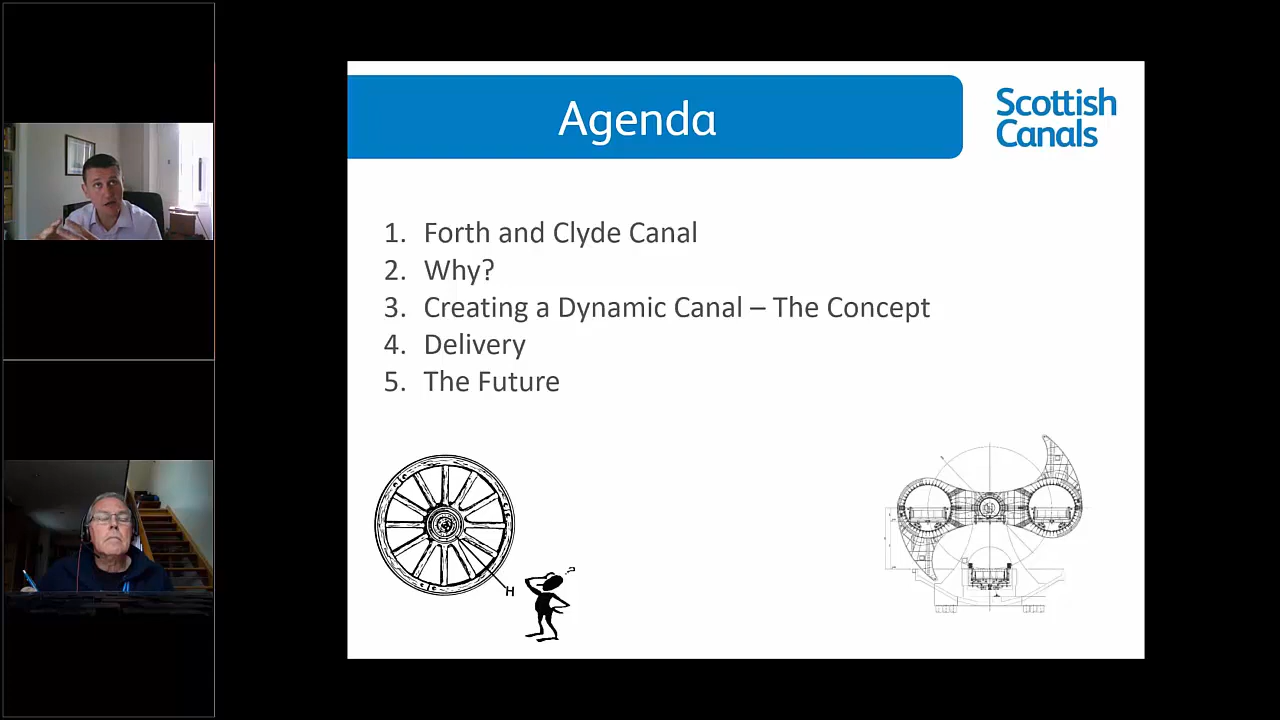 Agenda
Scottish
Canals
1. Forth and Clyde Canal
2. Why?
3. Creating a Dynamic Canal – The Concept
4. Delivery
5. The Future
H
?